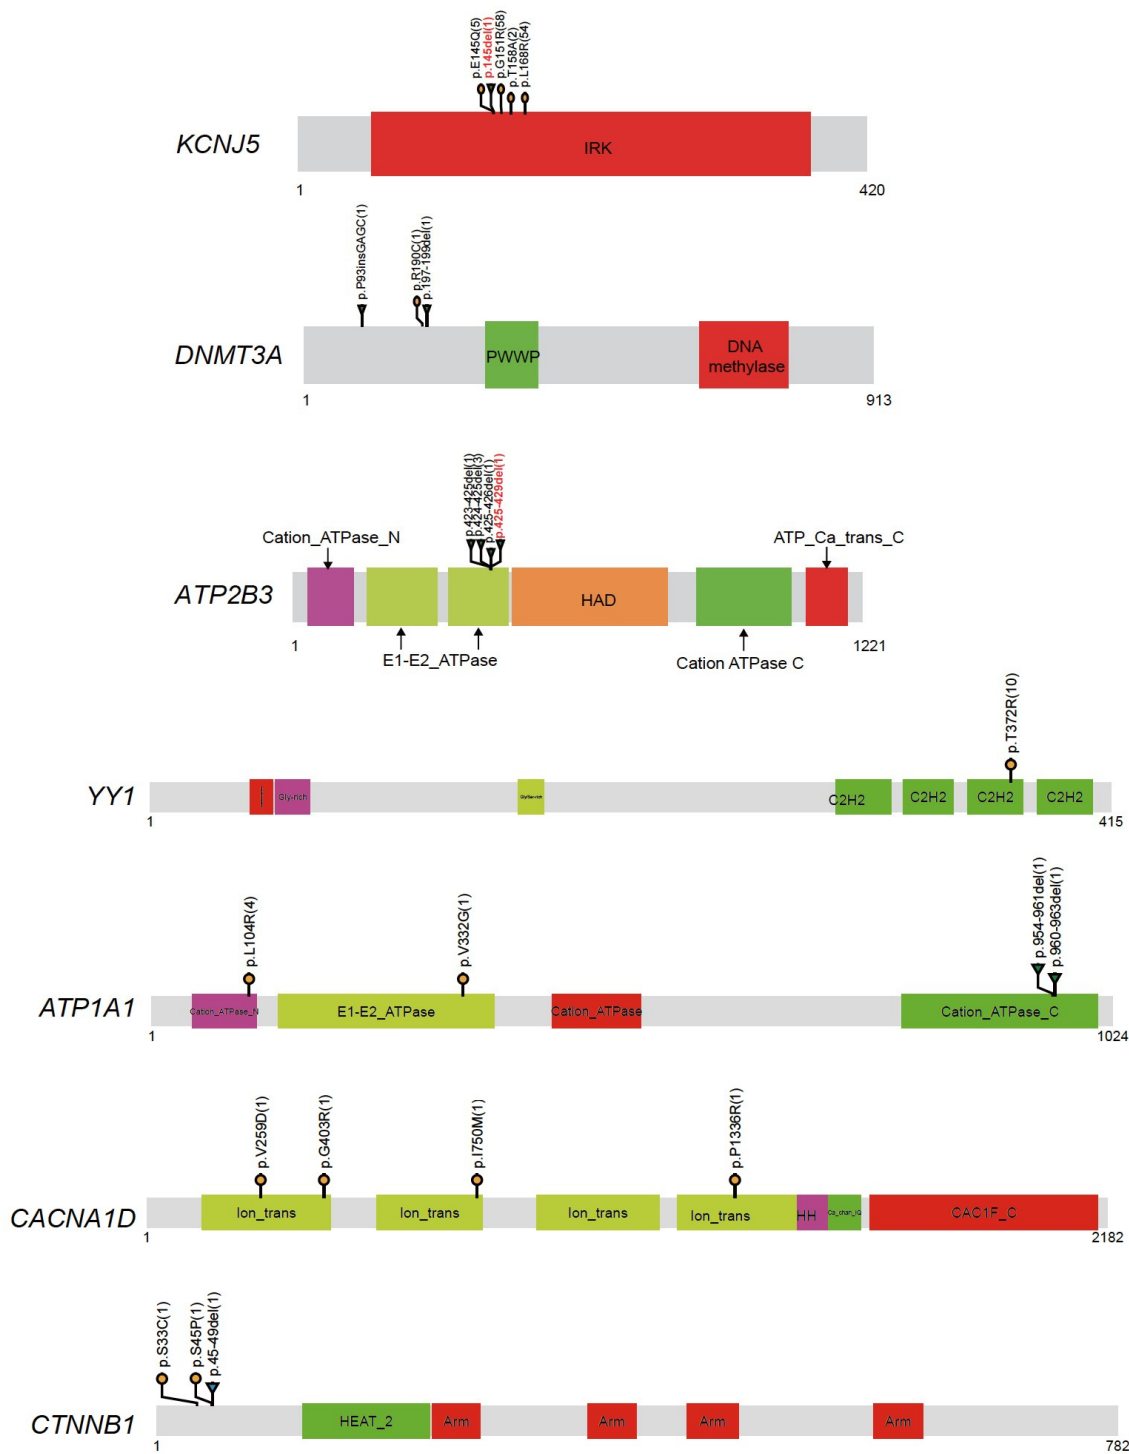 p.E145Q(5)
p.145del(1)
p.G151R(58)
p.T158A(2)
p.L168R(54)
KCNJ5
IRK
1
420
p.P93insGAGC(1)
p.R190C(1)
p.197-199del(1)
DNMT3A
PWWP
DNA
methylase
1
913
p.423-425del(1)
p.424-425del(3)
p.425-426del(1)
p.425-429del(1)
Cation_ATPase_N
ATP_Ca_trans_C
ATP2B3
HAD
1
1221
E1-E2_ATPase
Cation ATPase C
p.T372R(10)
YY1
Gly-rich
C2H2
C2H2
C2H2
C2H2
1
415
p.L104R(4)
p.V332G(1)
p.954-961del(1)
p.960-963del(1)
ATP1A1
Cation_ATPase_N
E1-E2_ATPase
Cation_ATPase
Cation_ATPase_C
1
1024
p.V259D(1)
p.G403R(1)
p.I750M(1)
p.P1336R(1)
CACNA1D
Ion_trans
Ion_trans
Ion_trans
Ion_trans
HH
Ca_chan_IQ
CAC1F_C
1
2182
p.S33C(1)
p.S45P(1)
p.45-49del(1)
CTNNB1
HEAT_2
Arm
Arm
Arm
Arm
1
782